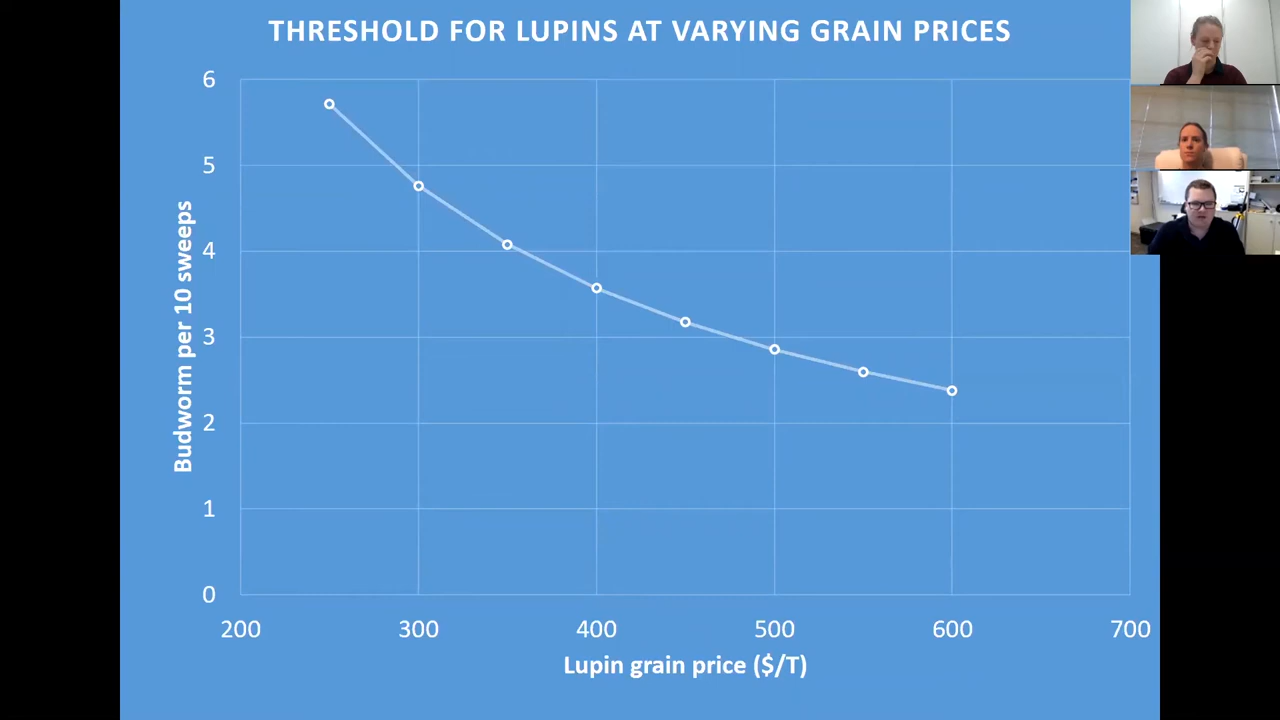 THRESHOLD FOR LUPINS AT VARYING GRAIN PRICES
6
5
4
3
2
1
0
Budworm per 10 sweeps
200 300 400 500 600 700
Lupin grain price ($/T)